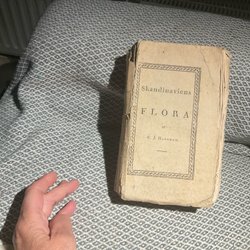 Skandinaviens
FLORA
af
C. J. Hartman.